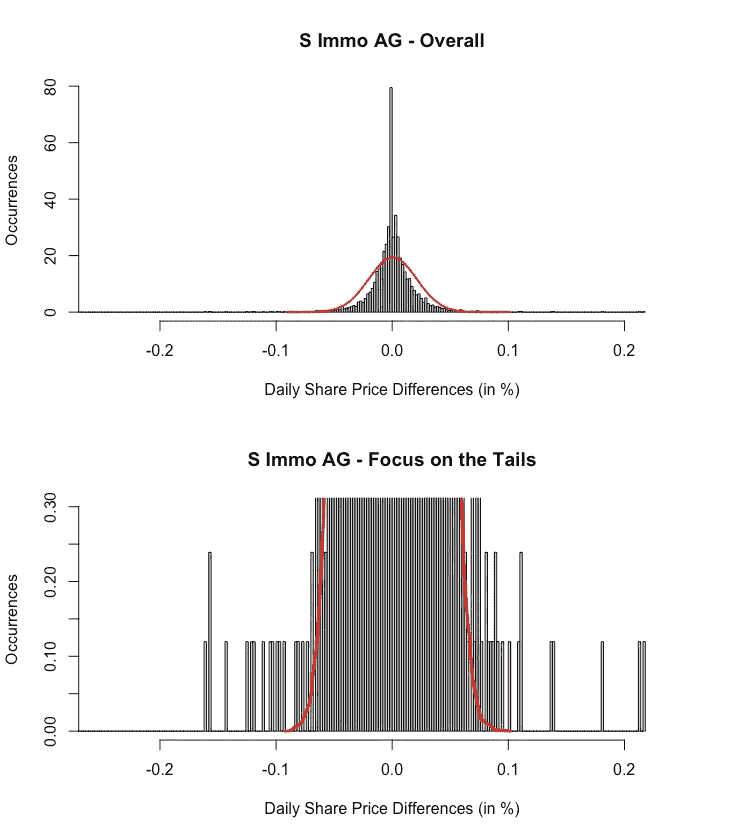 S Immo AG - Overall
80
60
40
20
0
Occurrences
-0.2 -0.1 0.0 0.1 0.2
Daily Share Price Differences (in %)
S Immo AG - Focus on the Tails
0.30
0.20
0.10
0.00
Occurrences
-0.2 -0.1 0.0 0.1 0.2
Daily Share Price Differences (in %)